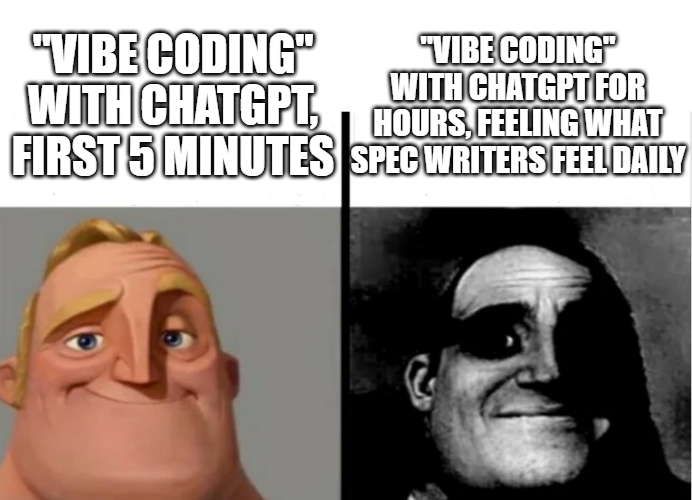 "VIBE CODING"
WITH CHATGPT,
FIRST 5 MINUTES
"VIBE CODING"
WITH CHATGPT FOR
HOURS, FEELING WHAT
SPEC WRITERS FEEL DAILY